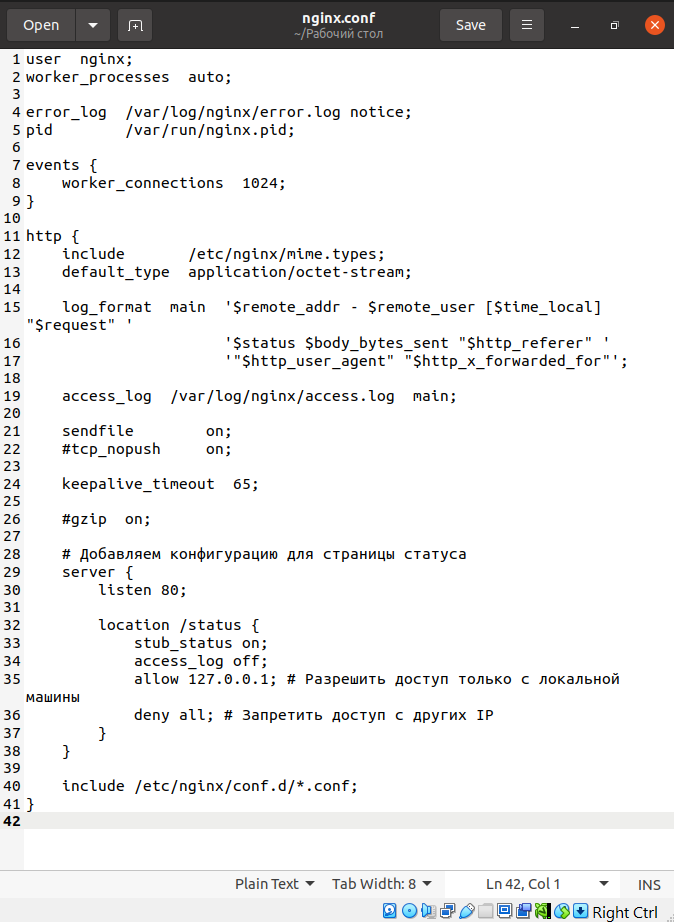 Open
nginx.conf
~/Рабочий стол
Save
1 user  nginx;
2 worker_processes  auto;
3
4 error_log  /var/log/nginx/error.log notice;
5 pid        /var/run/nginx.pid;
6
7 events {
8     worker_connections  1024;
9 }
10
11 http {
12     include       /etc/nginx/mime.types;
13     default_type  application/octet-stream;
14
15     log_format  main  '$remote_addr - $remote_user [$time_local]
"$request" '
16                       '$status $body_bytes_sent "$http_referer" '
17                       '"$http_user_agent" "$http_x_forwarded_for"';
18
19     access_log  /var/log/nginx/access.log  main;
20
21     sendfile        on;
22     #tcp_nopush     on;
23
24     keepalive_timeout  65;
25
26     #gzip  on;
27
28     # Добавляем конфигурацию для страницы статуса
29     server {
30         listen 80;
31
32         location /status {
33             stub_status on;
34             access_log off;
35             allow 127.0.0.1; # Разрешить доступ только с локальной
машины
36             deny all; # Запретить доступ с других IP
37         }
38     }
39
40     include /etc/nginx/conf.d/*.conf;
41 }
42
Plain Text
Tab Width: 8
Ln 42, Col 1
INS
Right Ctrl